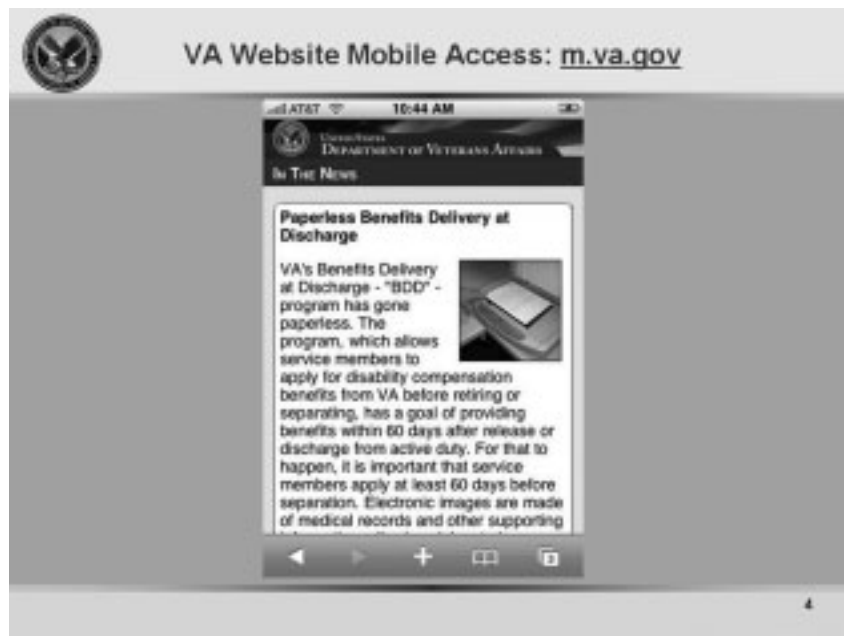 VA Website Mobile Access: m.va.gov
AT&T 10:44 AM
UNITED STATES
DEPARTMENT OF VETERANS AFFAIRS
IN THE NEWS
Paperless Benefits Delivery at
Discharge
VA's Benefits Delivery
at Discharge - "BDD" -
program has gone
paperless. The
program, which allows
service members to
apply for disability compensation
benefits from VA before retiring or
separating, has a goal of providing
benefits within 60 days after release or
discharge from active duty. For that to
happen, it is important that service
members apply at least 60 days before
separation. Electronic images are made
of medical records and other supporting
4